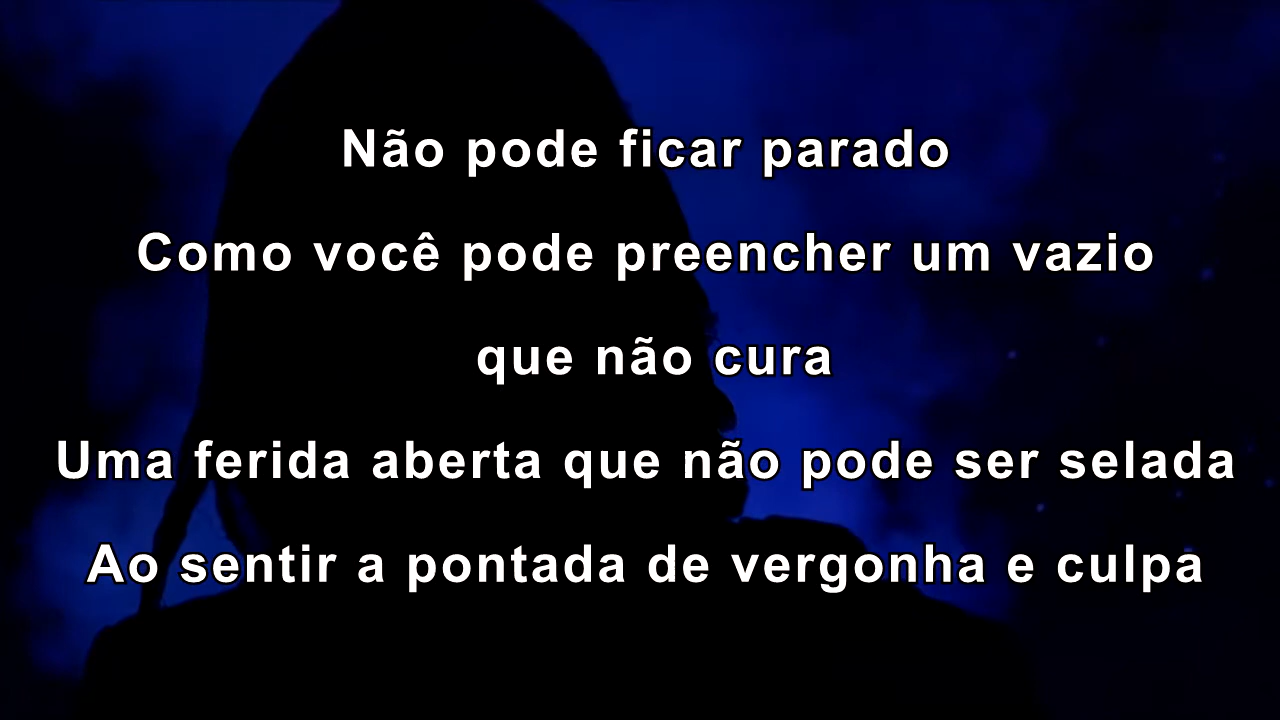 Não pode ficar parado
Como você pode preencher um vazio
que não cura
Uma ferida aberta que não pode ser selada
Ao sentir a pontada de vergonha e culpa